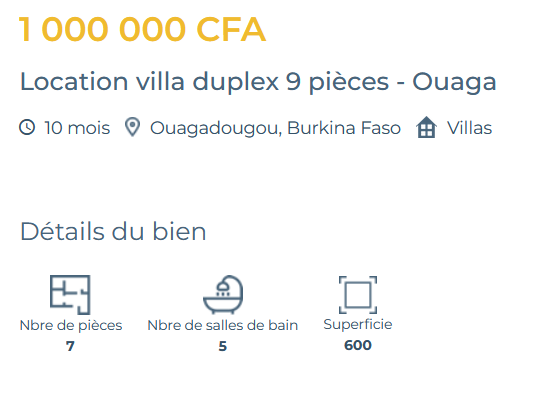 1 000 000 CFA
Location villa duplex 9 pièces - Ouaga
10 mois Ouagadougou, Burkina Faso Villas
Détails du bien
Nbre de pièces Nbre de salles de bain Superficie
7 5 600